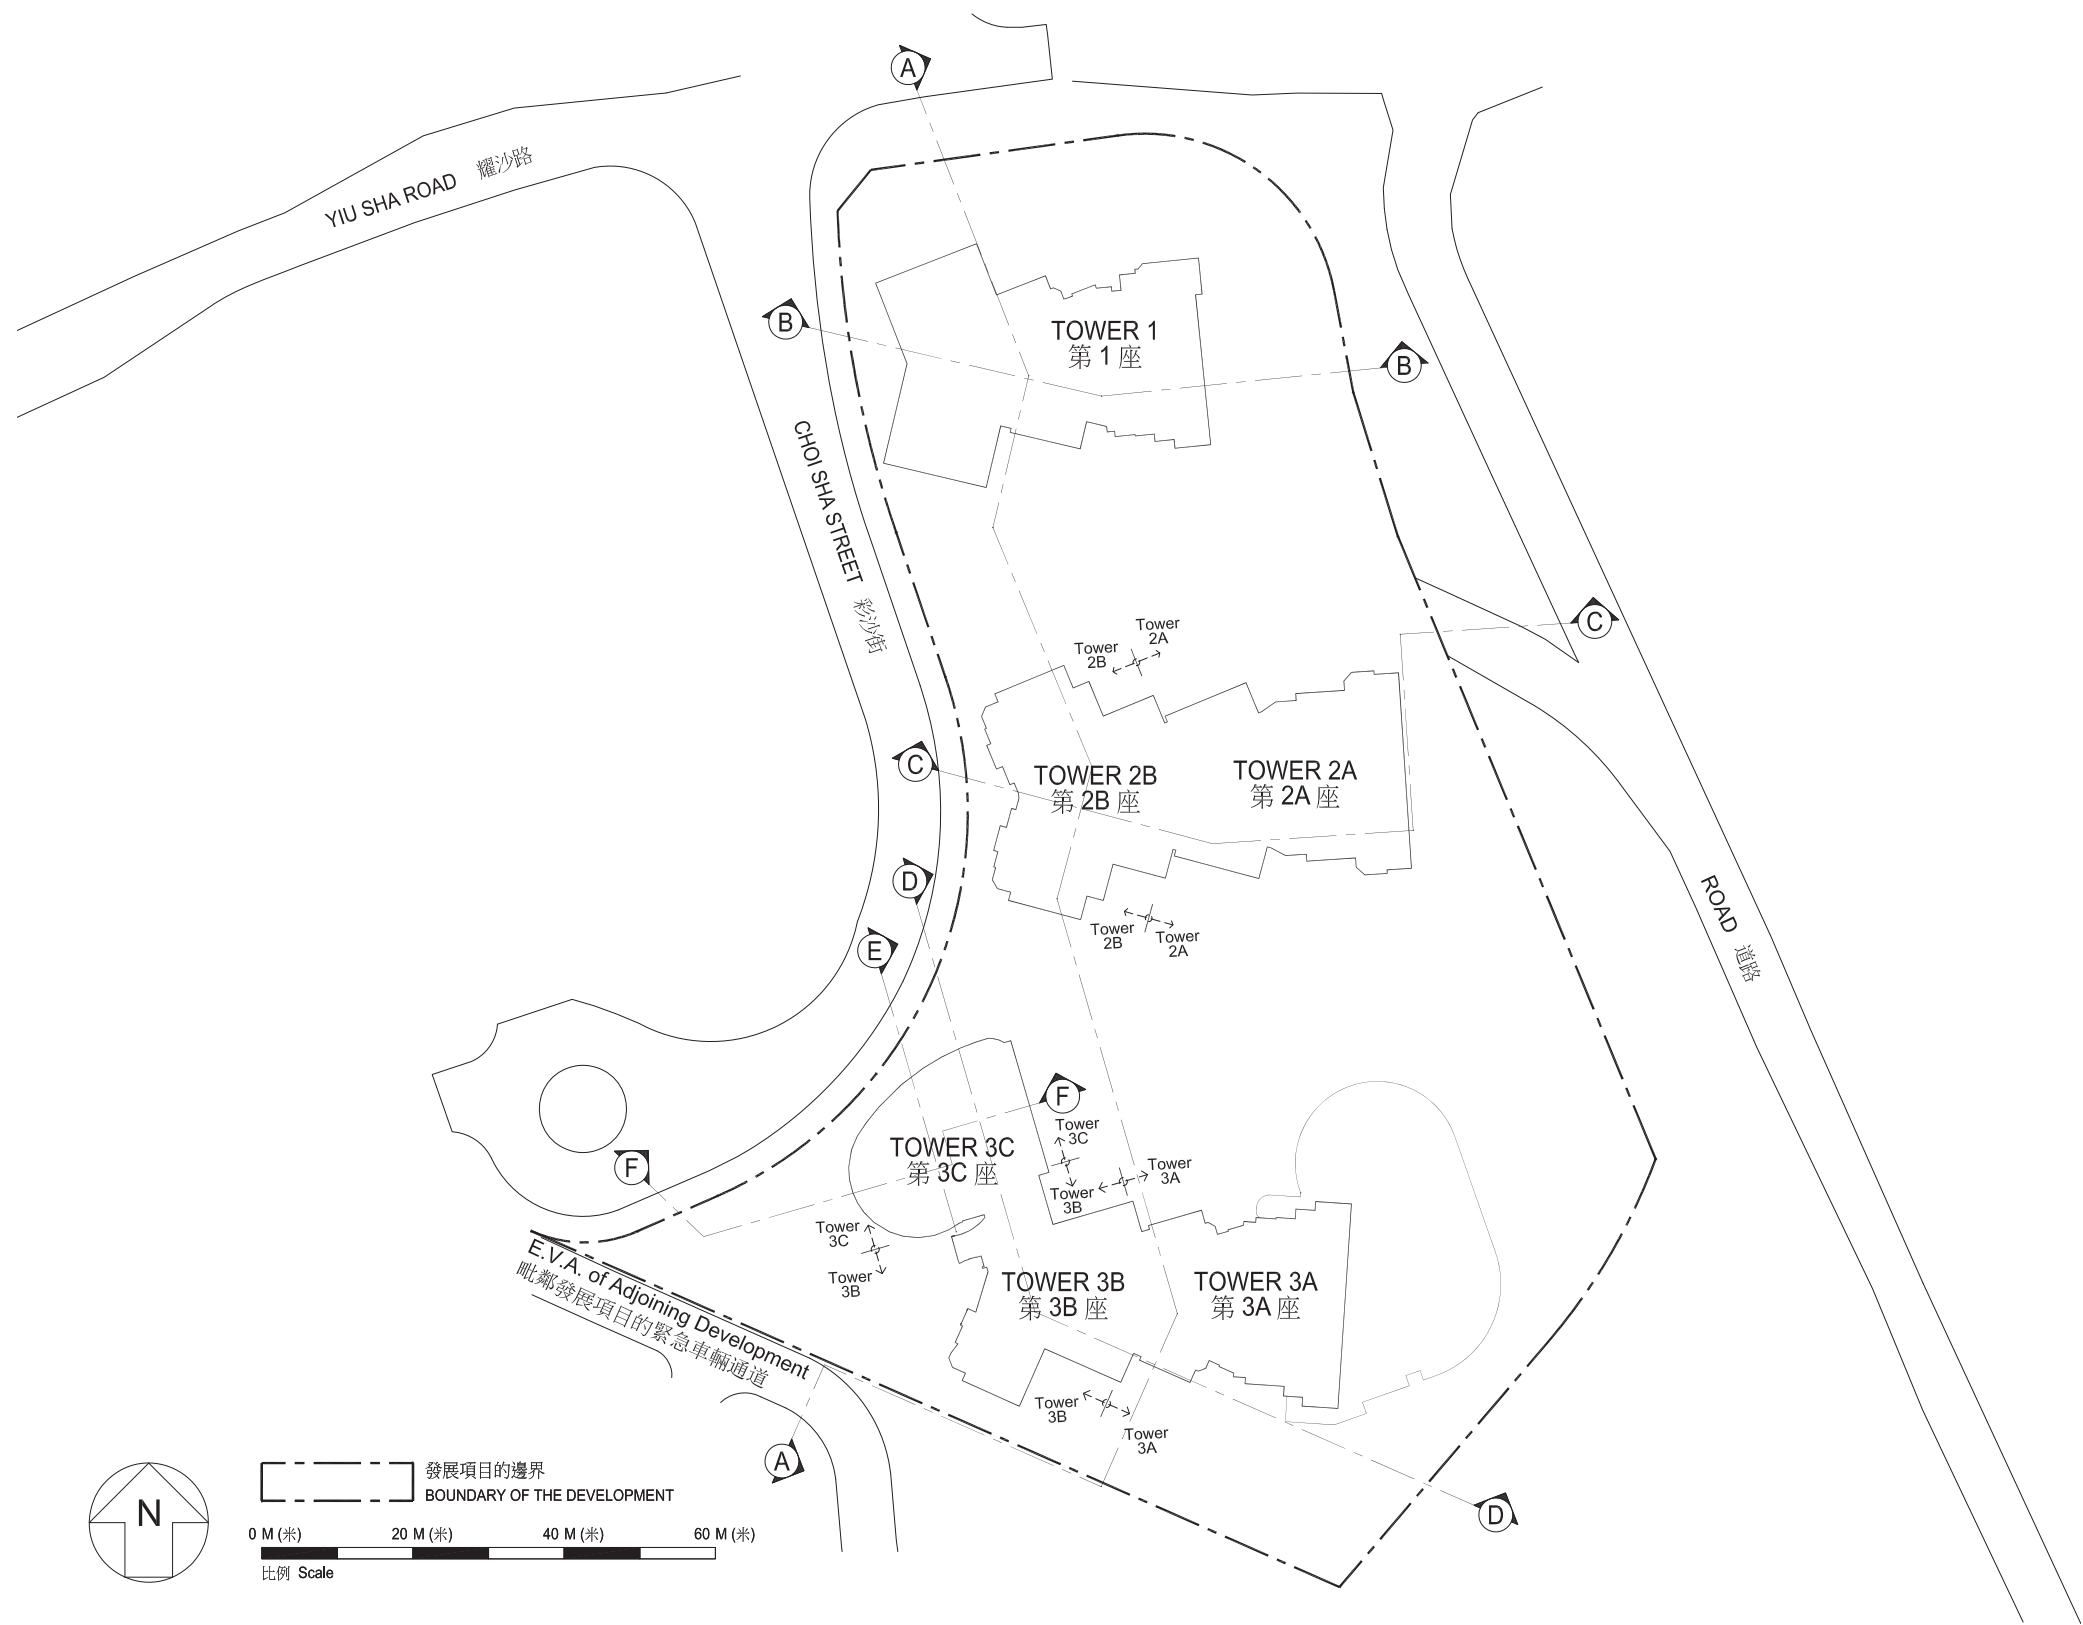 A
YIU SHA ROAD 耀沙路
B
TOWER 1
第 1 座
B
CHOI SHA STREET 彩沙街
Tower
2A
Tower
2B
C
C
TOWER 2B
第 2B 座
TOWER 2A
第 2A 座
D
ROAD 道路
Tower
2B
Tower
2A
E
F
Tower
3C
TOWER 3C
第 3C 座
F
Tower
3A
Tower
3B
Tower
3C
Tower
3B
E.V.A. of Adjoining Development
毗鄰發展項目的緊急車輛通道
TOWER 3B
第 3B 座
TOWER 3A
第 3A 座
Tower
3B
Tower
3A
A
D
N
發展項目的邊界
BOUNDARY OF THE DEVELOPMENT
0 M (米) 20 M (米) 40 M (米) 60 M (米)
比例 Scale